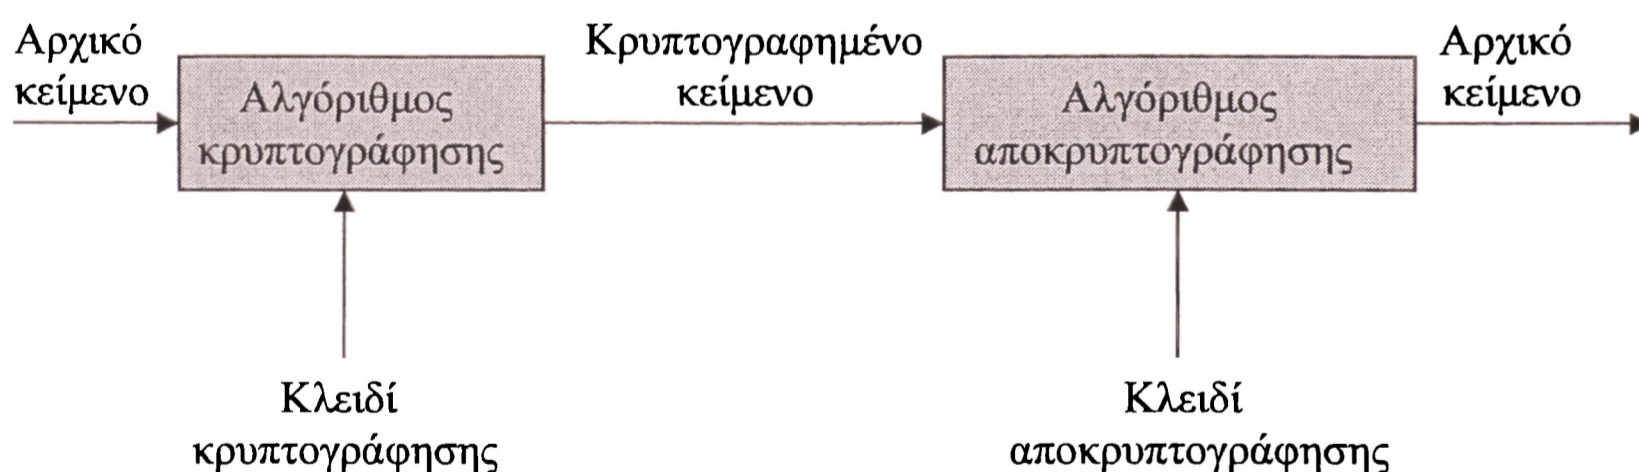 Αρχικό
κείμενο
Αλγόριθμος
κρυπτογράφησης
Κρυπτογραφημένο
κείμενο
Αλγόριθμος
αποκρυπτογράφησης
Αρχικό
κείμενο
Κλειδί
κρυπτογράφησης
Κλειδί
αποκρυπτογράφησης